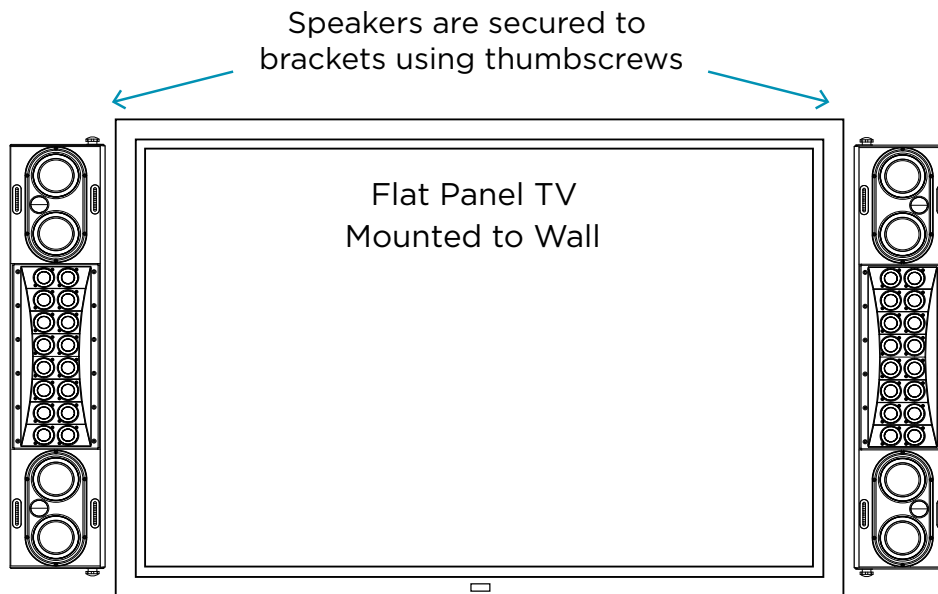 Speakers are secured to
brackets using thumbscrews
Flat Panel TV
Mounted to Wall